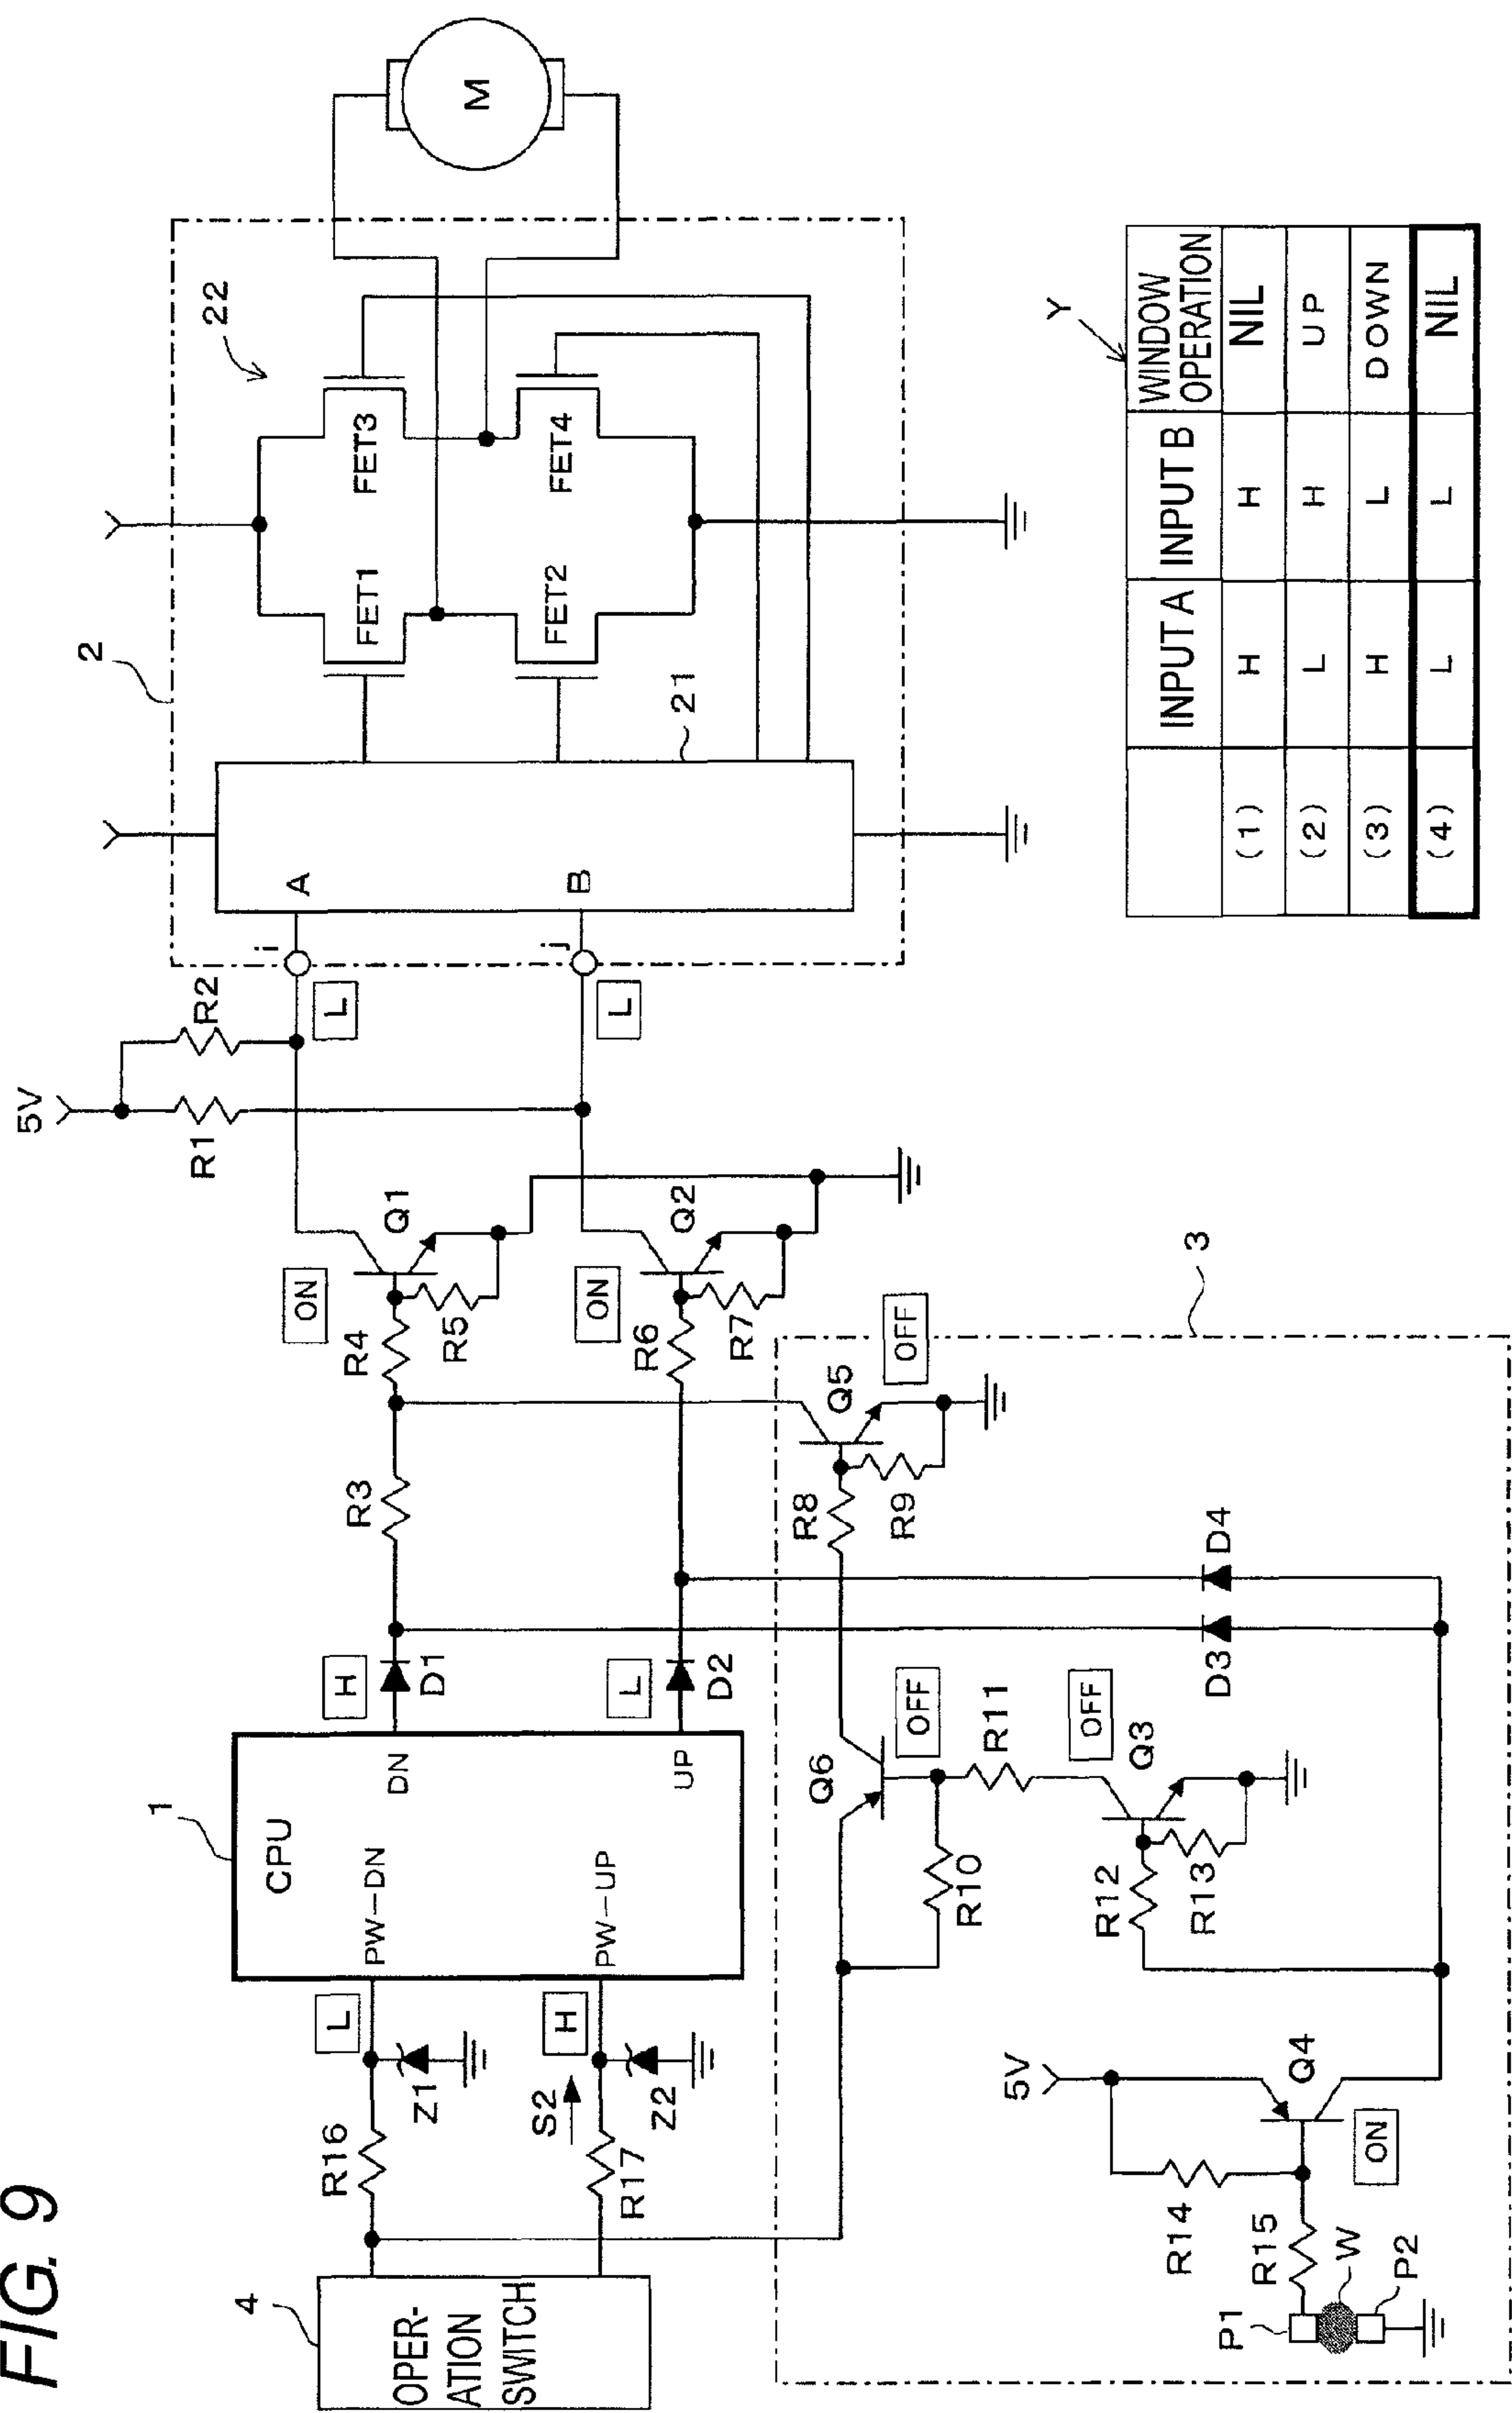 FIG. 9
4
OPER-
ATION
SWITCH
R16
R17
S2
Z1
Z2
L
H
1
CPU
PW-DN
PW-UP
DN
UP
H
L
D1
D2
R3
R4
R5
R6
R7
ON
Q1
ON
Q2
5V
R1
R2
L
L
i
j
2
A
B
21
22
FET1
FET2
FET3
FET4
M
3
Q5
OFF
R8
R9
Q6
OFF
R10
R11
OFF
Q3
R12
R13
D3
D4
5V
Q4
ON
R14
R15
W
P1
P2
Y
INPUT A INPUT B WINDOW OPERATION
(1) H H NIL
(2) L H UP
(3) H L DOWN
(4) L L NIL